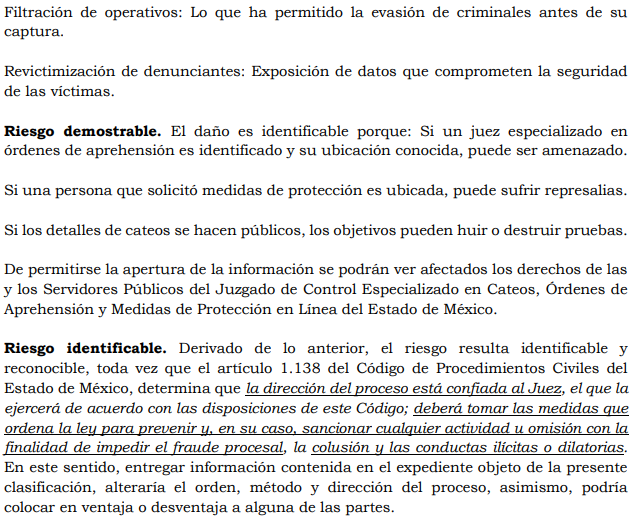 Filtración de operativos: Lo que ha permitido la evasión de criminales antes de su
captura.
Revictimización de denunciantes: Exposición de datos que comprometen la seguridad
de las víctimas.
Riesgo demostrable. El daño es identificable porque: Si un juez especializado en
órdenes de aprehensión es identificado y su ubicación conocida, puede ser amenazado.
Si una persona que solicitó medidas de protección es ubicada, puede sufrir represalias.
Si los detalles de cateos se hacen públicos, los objetivos pueden huir o destruir pruebas.
De permitirse la apertura de la información se podrán ver afectados los derechos de las
y los Servidores Públicos del Juzgado de Control Especializado en Cateos, Órdenes de
Aprehensión y Medidas de Protección en Línea del Estado de México.
Riesgo identificable. Derivado de lo anterior, el riesgo resulta identificable y
reconocible, toda vez que el artículo 1.138 del Código de Procedimientos Civiles del
Estado de México, determina que la dirección del proceso está confiada al Juez, el que la
ejercerá de acuerdo con las disposiciones de este Código; deberá tomar las medidas que
ordena la ley para prevenir y, en su caso, sancionar cualquier actividad u omisión con la
finalidad de impedir el fraude procesal, la colusión y las conductas ilícitas o dilatorias.
En este sentido, entregar información contenida en el expediente objeto de la presente
clasificación, alteraría el orden, método y dirección del proceso, asimismo, podría
colocar en ventaja o desventaja a alguna de las partes.